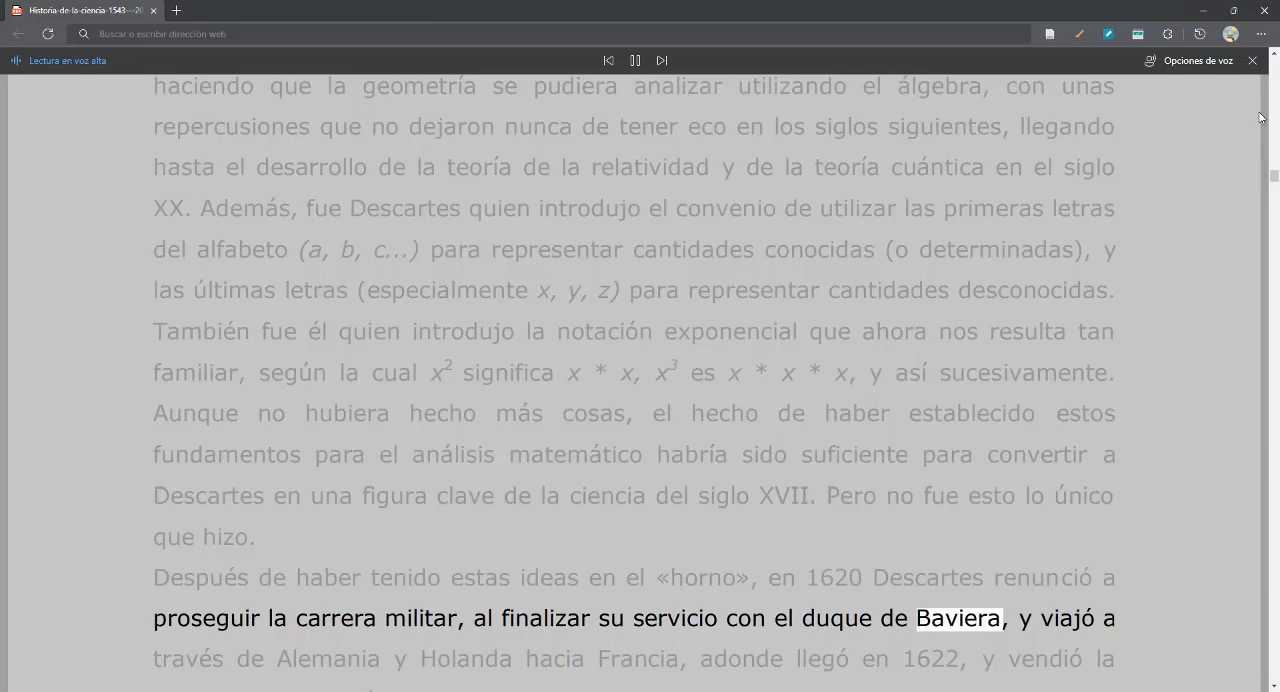 Historia-de-la-ciencia-1543---20
Buscar o escribir dirección web
Lectura en voz alta
Opciones de voz
haciendo que la geometría se pudiera analizar utilizando el álgebra, con unas
repercusiones que no dejaron nunca de tener eco en los siglos siguientes, llegando
hasta el desarrollo de la teoría de la relatividad y de la teoría cuántica en el siglo
XX. Además, fue Descartes quien introdujo el convenio de utilizar las primeras letras
del alfabeto (a, b, c...) para representar cantidades conocidas (o determinadas), y
las últimas letras (especialmente x, y, z) para representar cantidades desconocidas.
También fue él quien introdujo la notación exponencial que ahora nos resulta tan
familiar, según la cual x² significa x * x, x³ es x * x * x, y así sucesivamente.
Aunque no hubiera hecho más cosas, el hecho de haber establecido estos
fundamentos para el análisis matemático habría sido suficiente para convertir a
Descartes en una figura clave de la ciencia del siglo XVII. Pero no fue esto lo único
que hizo.
Después de haber tenido estas ideas en el «horno», en 1620 Descartes renunció a
proseguir la carrera militar, al finalizar su servicio con el duque de Baviera, y viajó a
través de Alemania y Holanda hacia Francia, adonde llegó en 1622, y vendió la